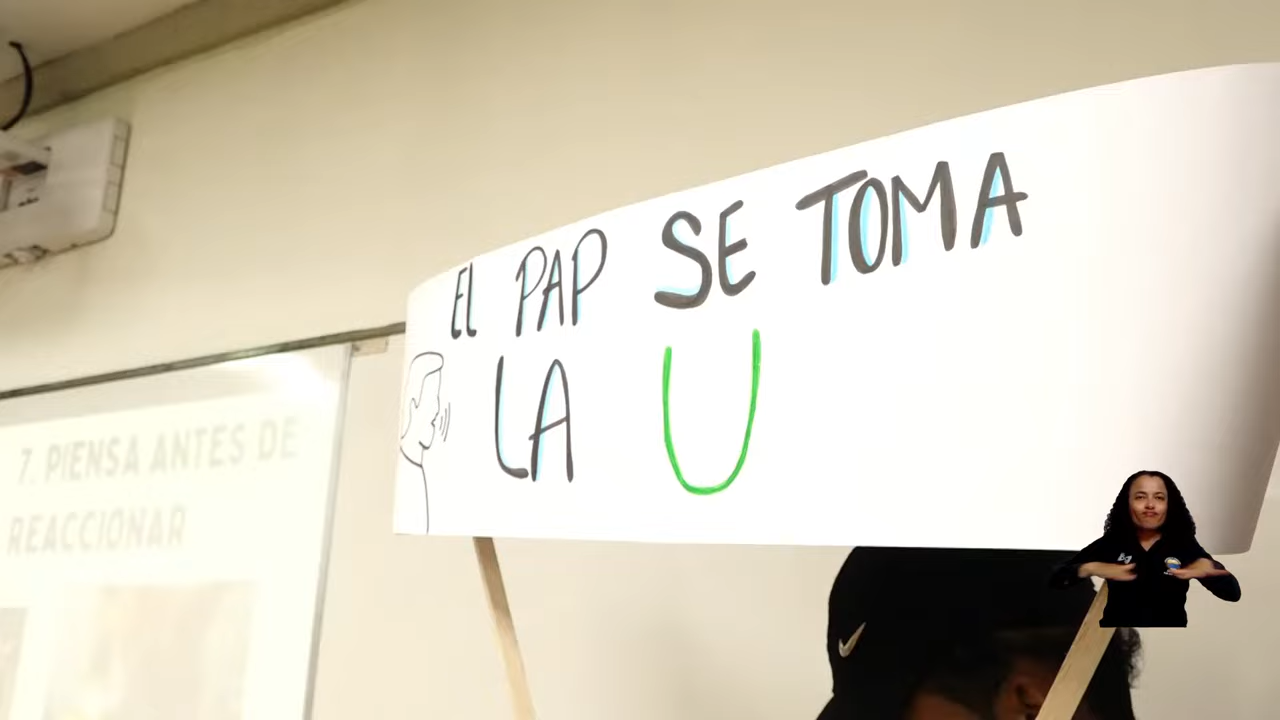 EL PAP SE TOMA
LA U
7. PIENSA ANTES DE
REACCIONAR